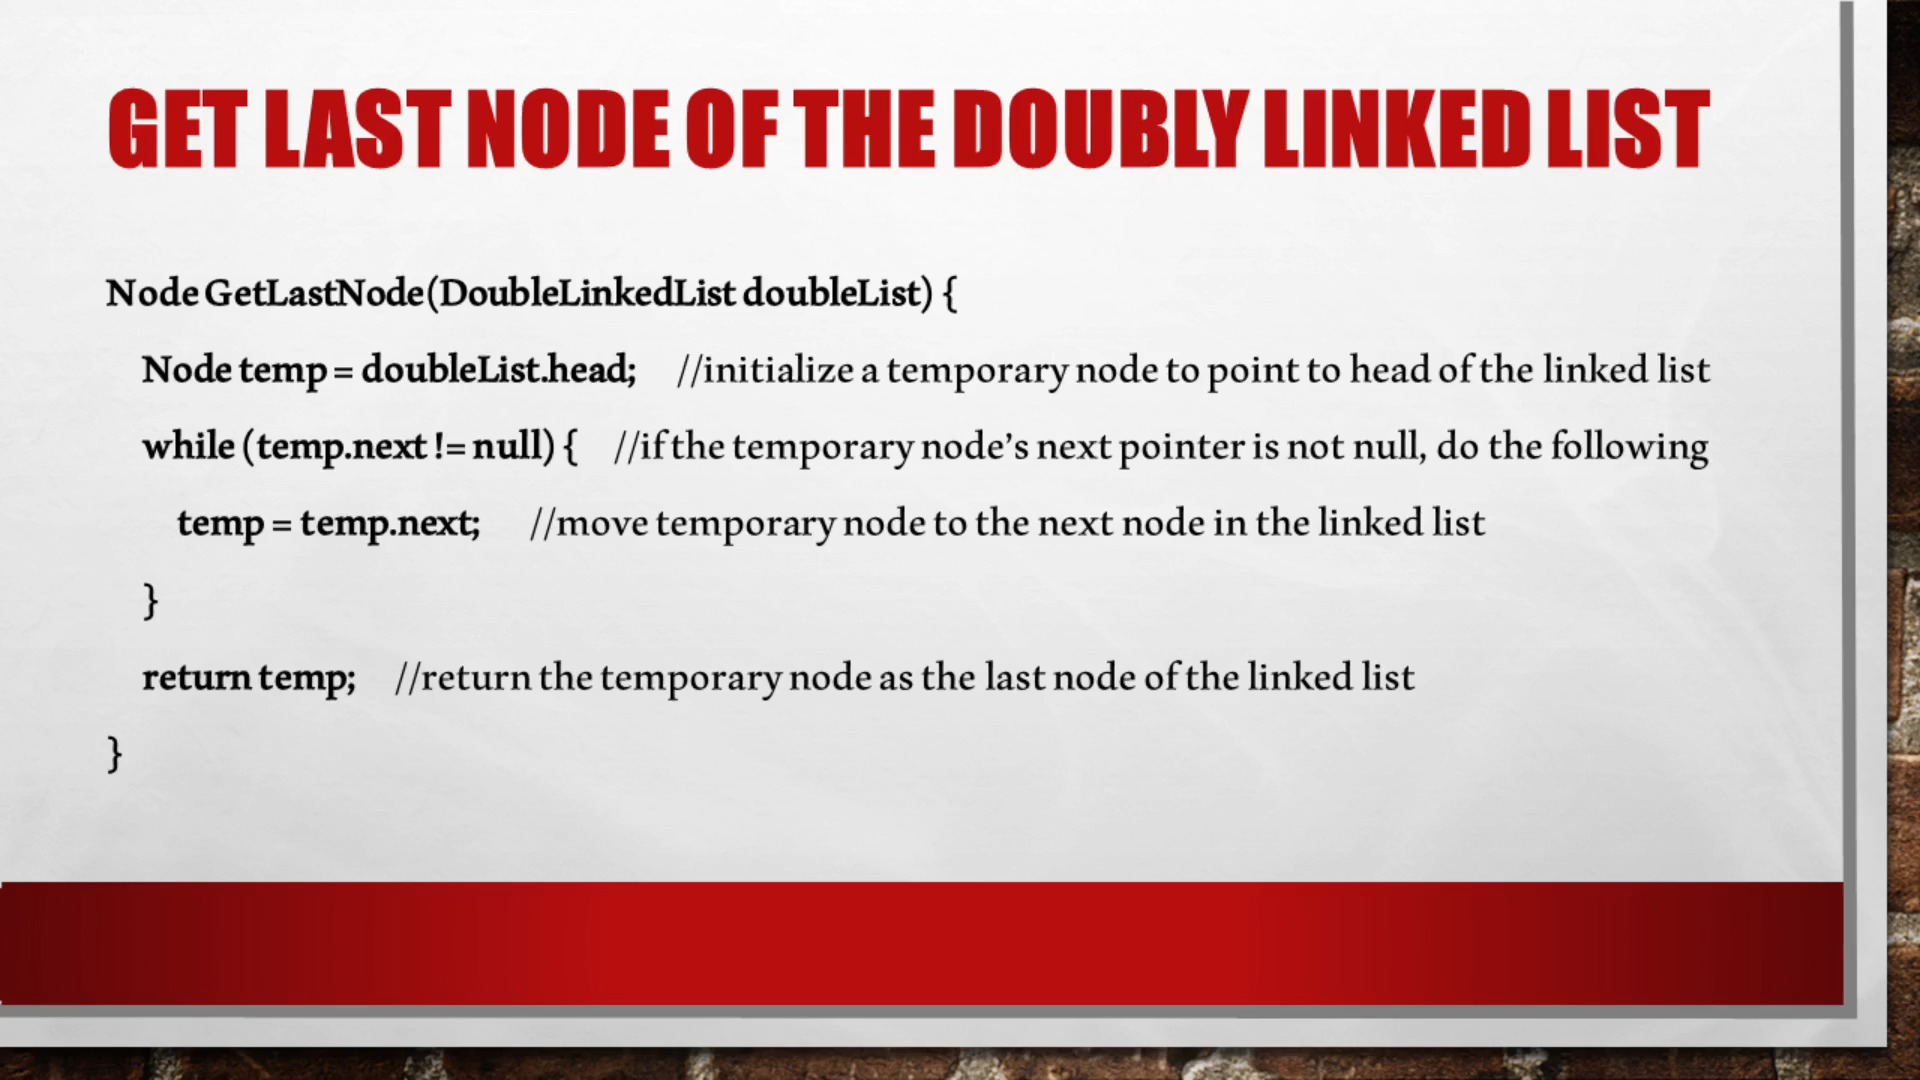 GET LAST NODE OF THE DOUBLY LINKED LIST
Node GetLastNode(DoubleLinkedList doubleList) {
Node temp = doubleList.head; //initialize a temporary node to point to head of the linked list
while (temp.next != null) { //if the temporary node’s next pointer is not null, do the following
temp = temp.next; //move temporary node to the next node in the linked list
}
return temp; //return the temporary node as the last node of the linked list
}